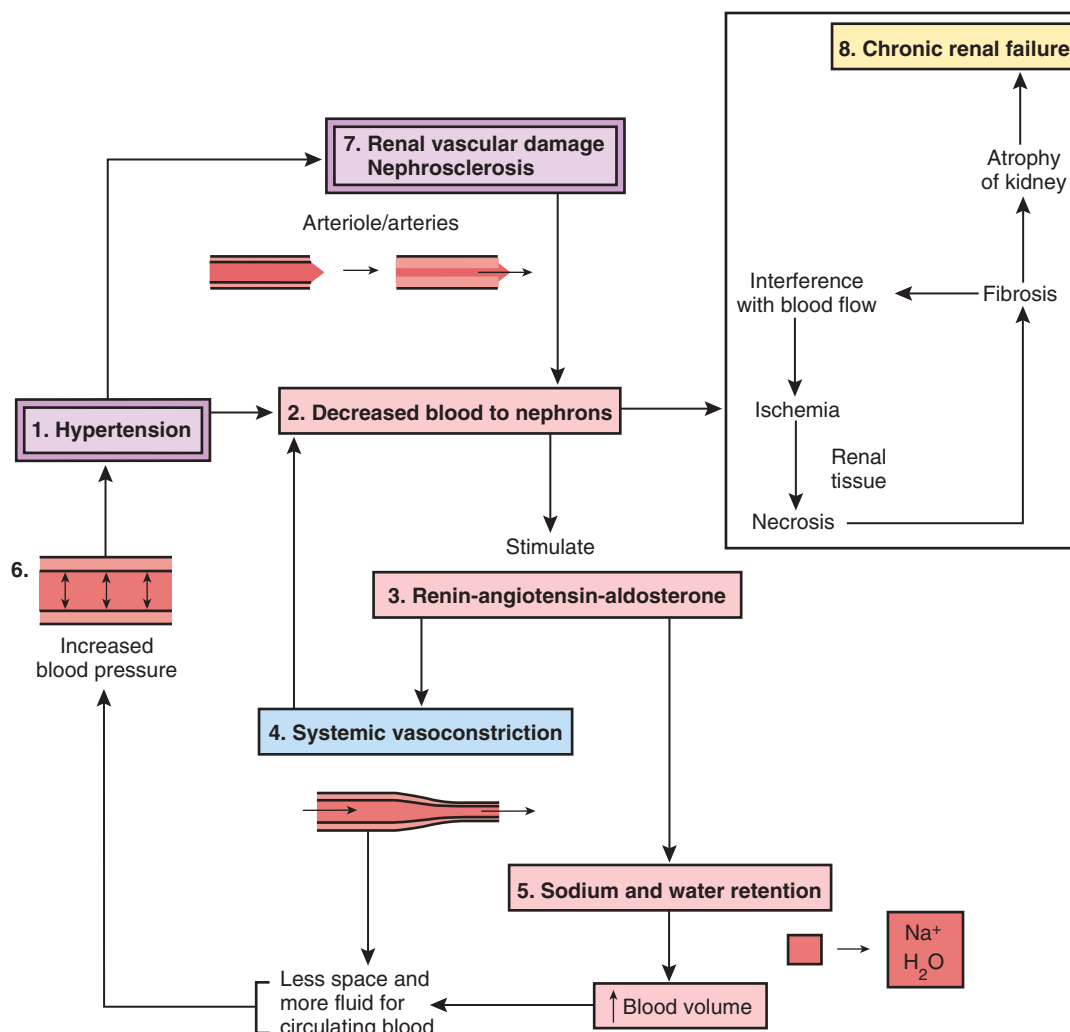 8. Chronic renal failure
7. Renal vascular damage
Nephrosclerosis
Atrophy
of kidney
Arteriole/arteries
Interference
with blood flow
Fibrosis
1. Hypertension
2. Decreased blood to nephrons
Ischemia
Renal
tissue
Necrosis
Stimulate
6.
3. Renin-angiotensin-aldosterone
Increased
blood pressure
4. Systemic vasoconstriction
5. Sodium and water retention
Na⁺
H₂O
Less space and
more fluid for
circulating blood
↑ Blood volume